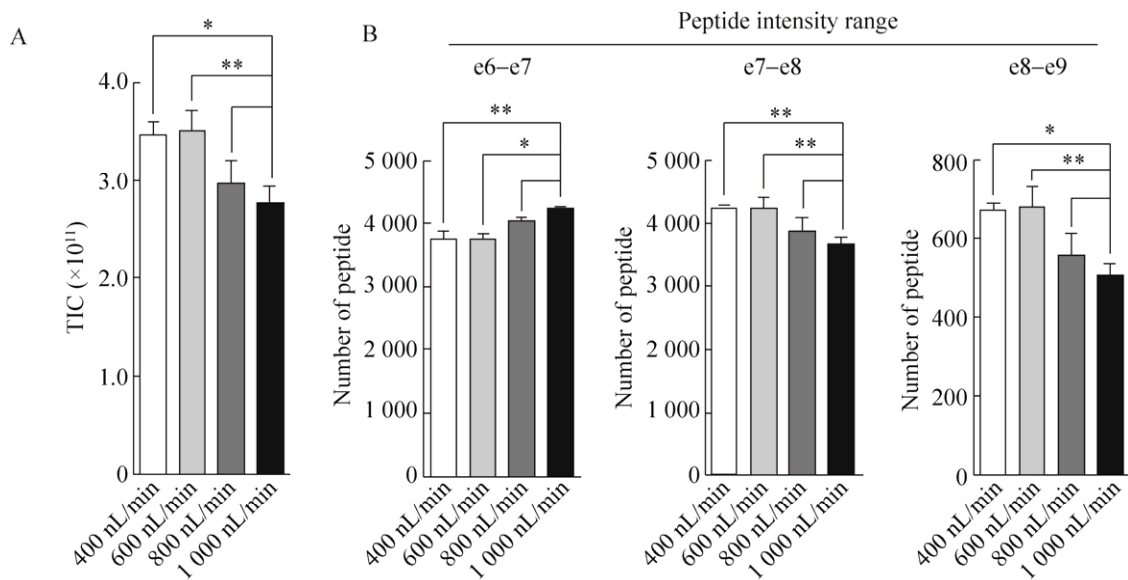 A
B
Peptide intensity range
e6–e7
e7–e8
e8–e9
*
**
4.0
3.0
2.0
1.0
0
TIC (×10¹¹)
400 nL/min
600 nL/min
800 nL/min
1 000 nL/min
**
*
5 000
4 000
3 000
2 000
1 000
0
Number of peptide
400 nL/min
600 nL/min
800 nL/min
1 000 nL/min
**
**
5 000
4 000
3 000
2 000
1 000
0
Number of peptide
400 nL/min
600 nL/min
800 nL/min
1 000 nL/min
*
**
800
600
400
200
0
Number of peptide
400 nL/min
600 nL/min
800 nL/min
1 000 nL/min